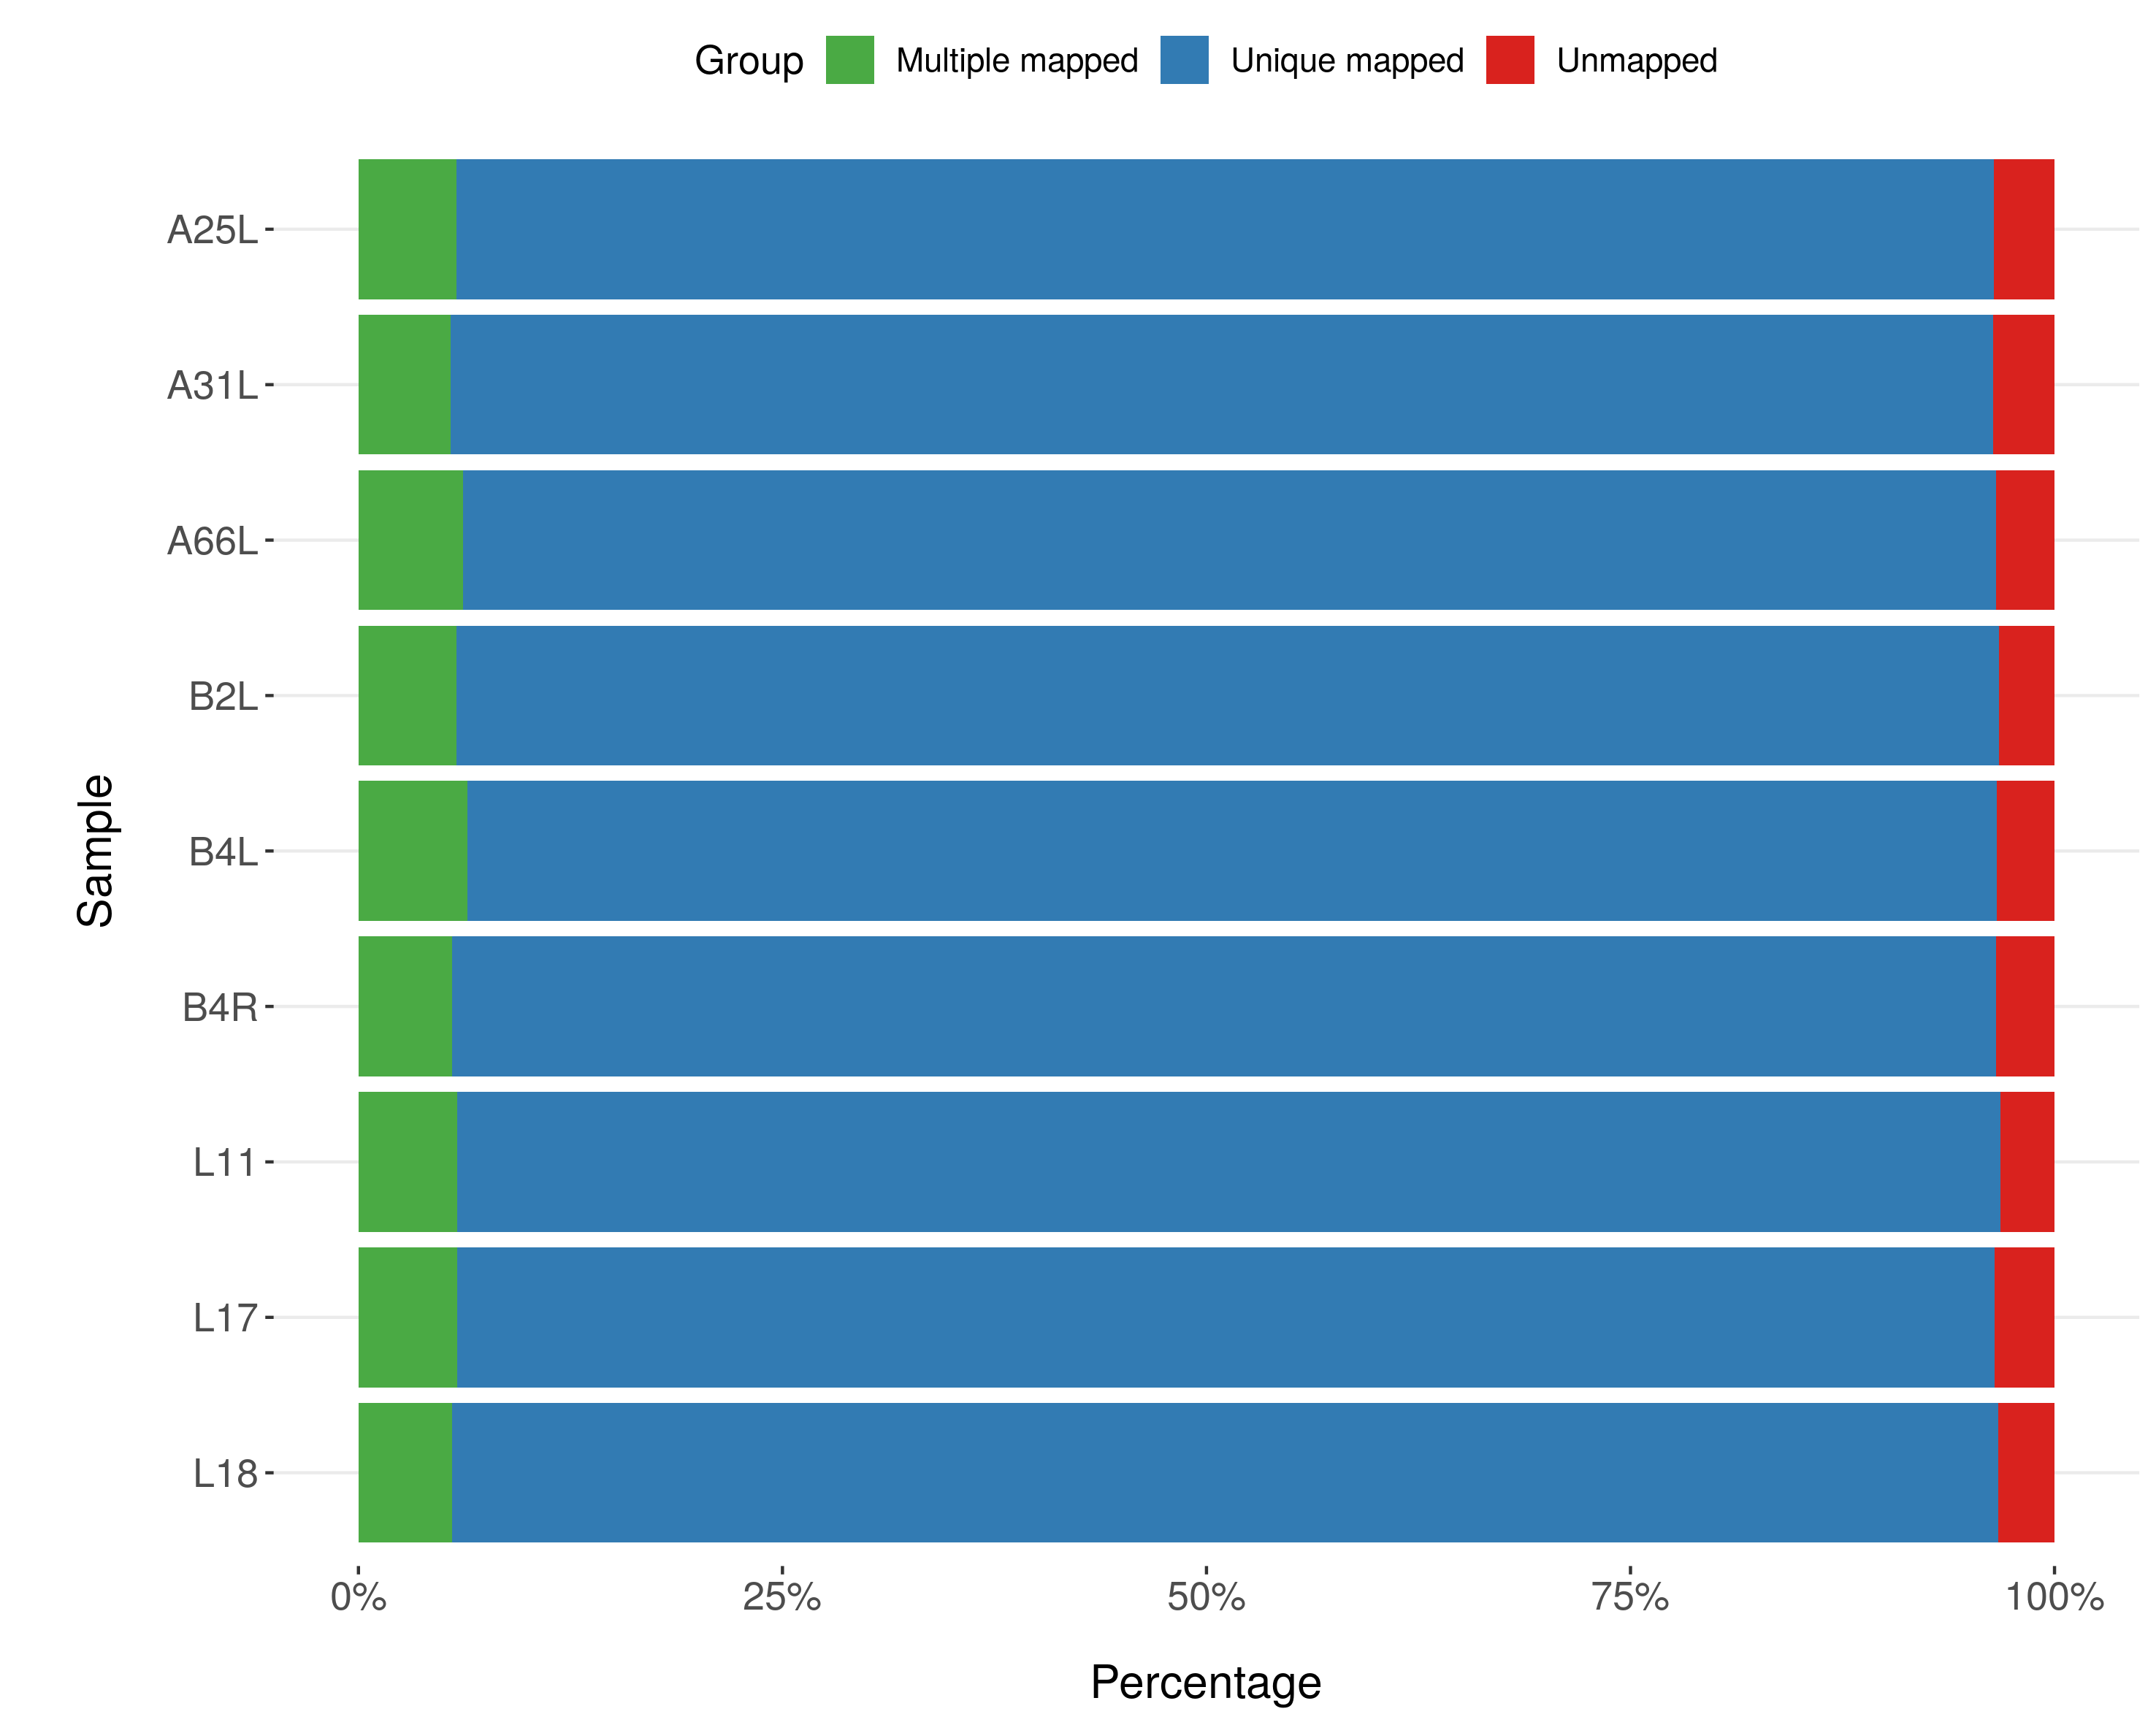 Group Multiple mapped Unique mapped Unmapped
A25L
A31L
A66L
B2L
B4L
B4R
L11
L17
L18
Sample
0% 25% 50% 75% 100%
Percentage